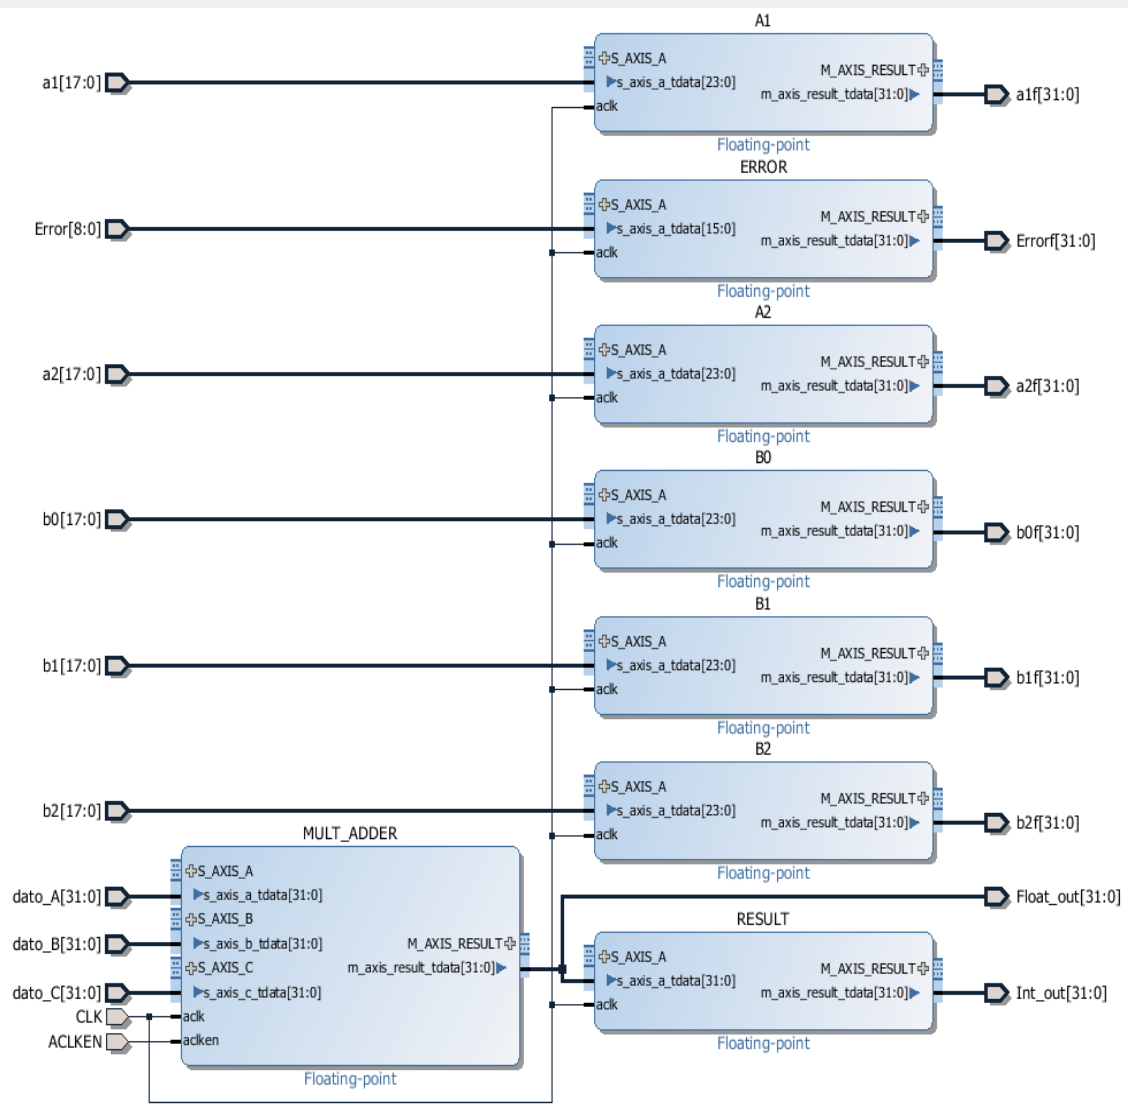 A1
a1[17:0]
S_AXIS_A
s_axis_a_tdata[23:0]
aclk
M_AXIS_RESULT
m_axis_result_tdata[31:0]
a1f[31:0]
Floating-point
ERROR
Error[8:0]
S_AXIS_A
s_axis_a_tdata[15:0]
aclk
M_AXIS_RESULT
m_axis_result_tdata[31:0]
Errorf[31:0]
Floating-point
A2
a2[17:0]
S_AXIS_A
s_axis_a_tdata[23:0]
aclk
M_AXIS_RESULT
m_axis_result_tdata[31:0]
a2f[31:0]
Floating-point
B0
b0[17:0]
S_AXIS_A
s_axis_a_tdata[23:0]
aclk
M_AXIS_RESULT
m_axis_result_tdata[31:0]
b0f[31:0]
Floating-point
B1
b1[17:0]
S_AXIS_A
s_axis_a_tdata[23:0]
aclk
M_AXIS_RESULT
m_axis_result_tdata[31:0]
b1f[31:0]
Floating-point
B2
b2[17:0]
S_AXIS_A
s_axis_a_tdata[23:0]
aclk
M_AXIS_RESULT
m_axis_result_tdata[31:0]
b2f[31:0]
Floating-point
MULT_ADDER
dato_A[31:0]
dato_B[31:0]
dato_C[31:0]
CLK
ACLKEN
S_AXIS_A
s_axis_a_tdata[31:0]
S_AXIS_B
s_axis_b_tdata[31:0]
S_AXIS_C
s_axis_c_tdata[31:0]
aclk
aclken
M_AXIS_RESULT
m_axis_result_tdata[31:0]
Floating-point
Float_out[31:0]
RESULT
S_AXIS_A
s_axis_a_tdata[31:0]
aclk
M_AXIS_RESULT
m_axis_result_tdata[31:0]
Int_out[31:0]
Floating-point